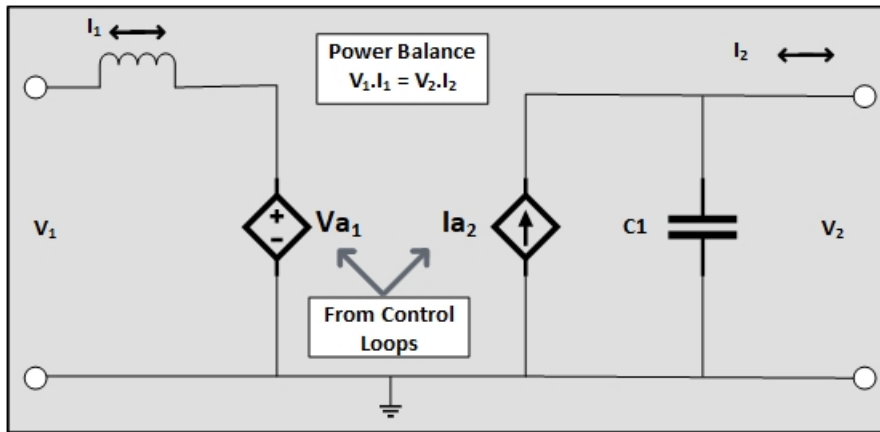 I₁
Power Balance
V₁.I₁ = V₂.I₂
I₂
V₁
+
−
Va₁
Ia₂
C1
V₂
From Control
Loops